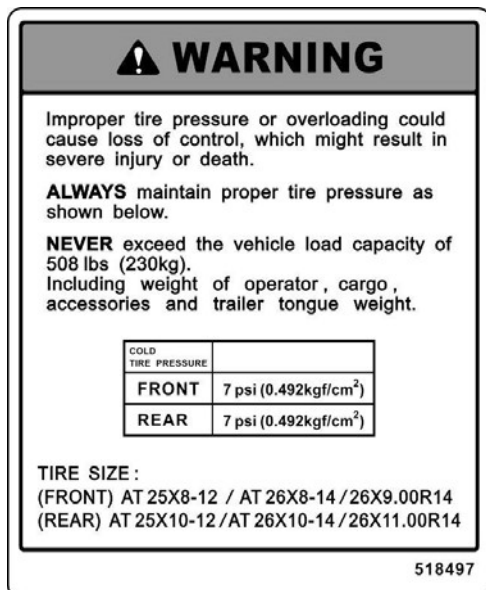 WARNING
Improper tire pressure or overloading could
cause loss of control, which might result in
severe injury or death.
ALWAYS maintain proper tire pressure as
shown below.
NEVER exceed the vehicle load capacity of
508 lbs (230kg).
Including weight of operator , cargo ,
accessories and trailer tongue weight.
COLD
TIRE PRESSURE
FRONT 7 psi (0.492kgf/cm²)
REAR 7 psi (0.492kgf/cm²)
TIRE SIZE :
(FRONT) AT 25X8-12 / AT 26X8-14 / 26X9.00R14
(REAR) AT 25X10-12 / AT 26X10-14 / 26X11.00R14
518497